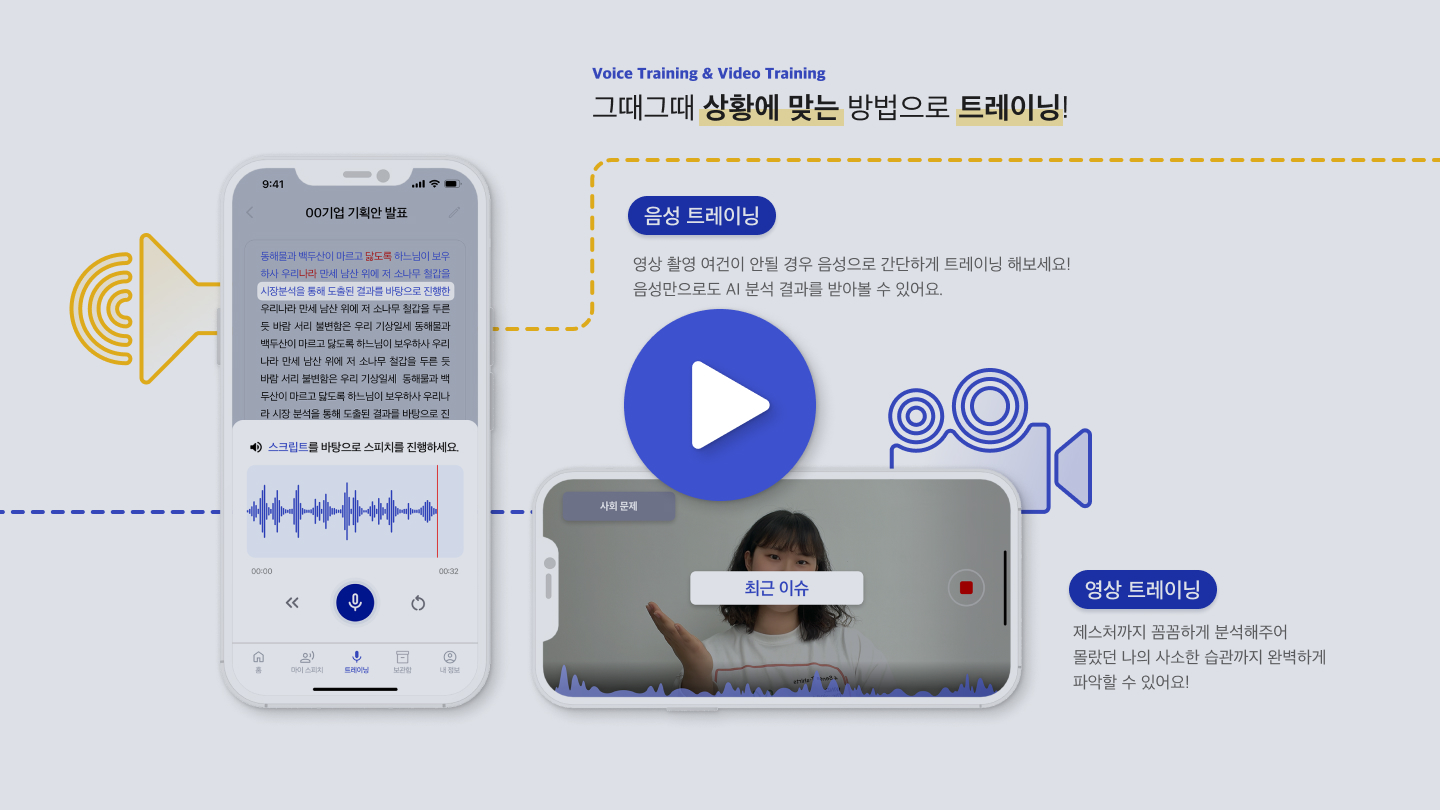 Voice Training & Video Training
그때그때 상황에 맞는 방법으로 트레이닝!
음성 트레이닝
영상 촬영 여건이 안될 경우 음성으로 간단하게 트레이닝 해보세요!
음성만으로도 AI 분석 결과를 받아볼 수 있어요.
9:41
00기업 기획안 발표
동해물과 백두산이 마르고 닳도록 하느님이 보우
하사 우리나라 만세 남산 위에 저 소나무 철갑을
시장분석을 통해 도출된 결과를 바탕으로 진행한
우리나라 만세 남산 위에 저 소나무 철갑을 두른
듯 바람 서리 불변함은 우리 기상일세 동해물과
백두산이 마르고 닳도록 하느님이 보우하사 우리
나라 만세 남산 위에 저 소나무 철갑을 두른 듯
바람 서리 불변함은 우리 기상일세 동해물과 백
두산이 마르고 닳도록 하느님이 보우하사 우리나
라 시장 분석을 통해 도출된 결과를 바탕으로 진
스크립트를 바탕으로 스피치를 진행하세요.
00:00
00:32
홈
마이 스피치
트레이닝
보관함
내 정보
사회 문제
최근 이슈
영상 트레이닝
제스처까지 꼼꼼하게 분석해주어
몰랐던 나의 사소한 습관까지 완벽하게
파악할 수 있어요!